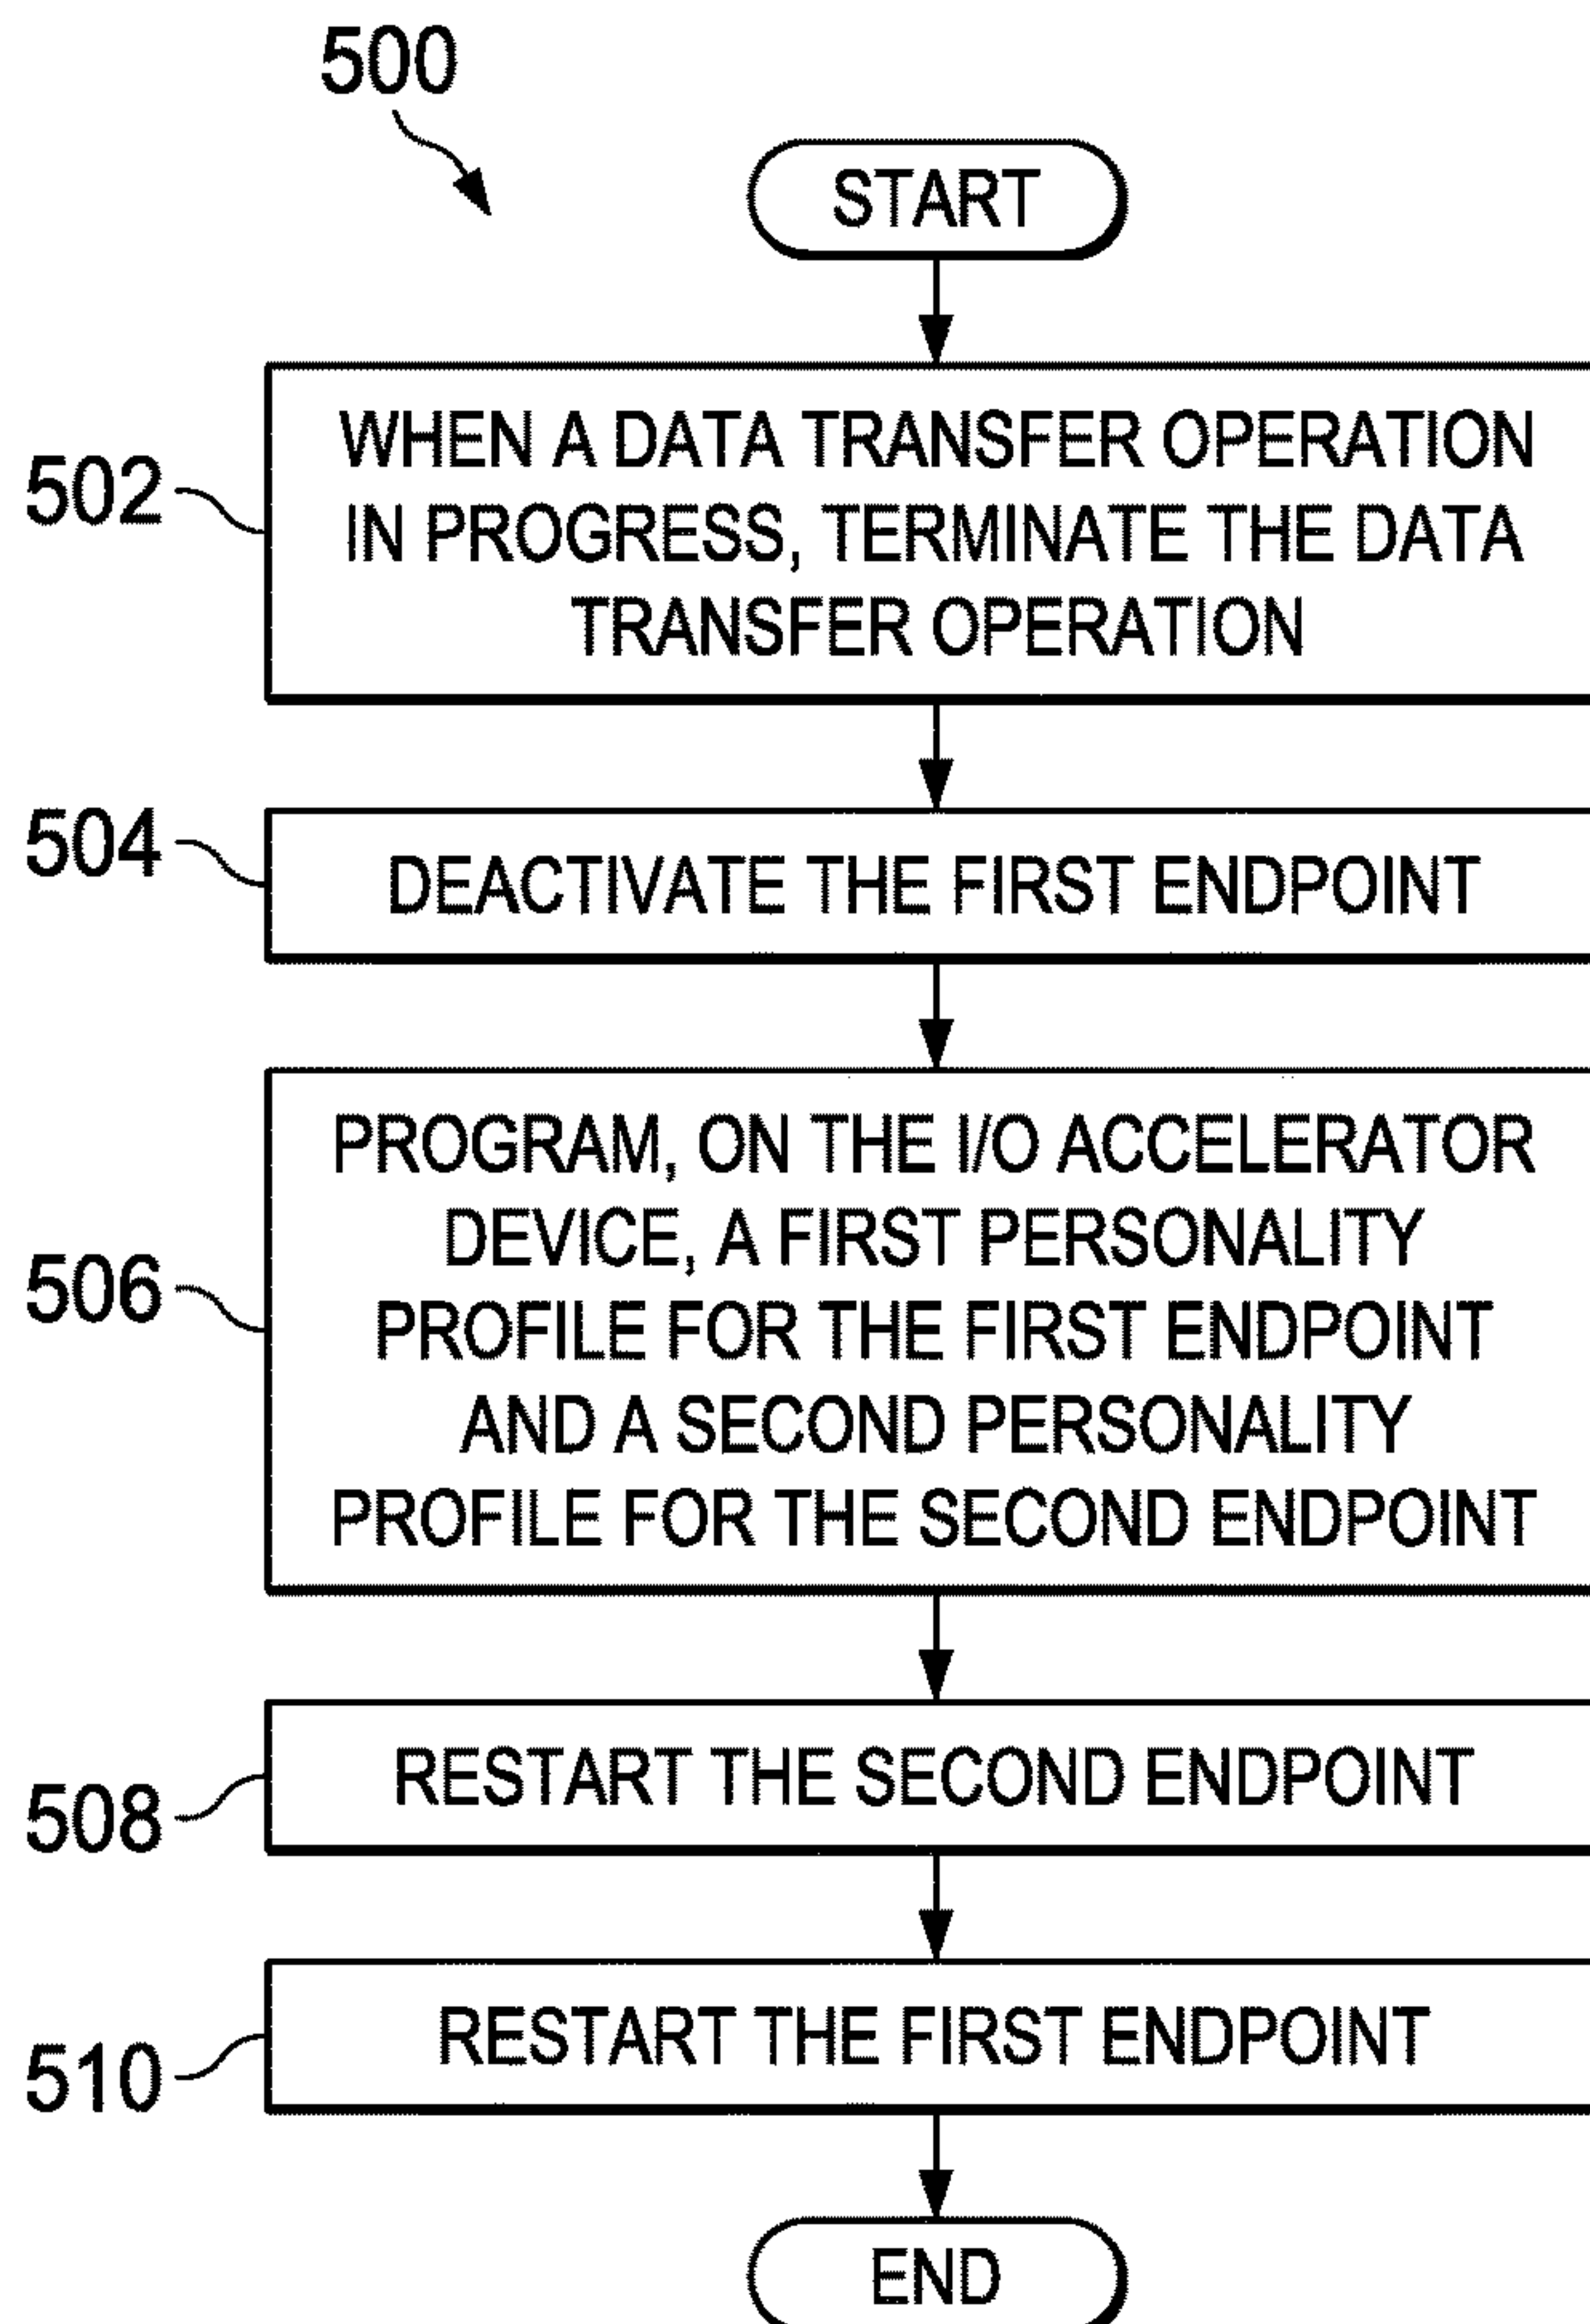 500
START
502
WHEN A DATA TRANSFER OPERATION
IN PROGRESS, TERMINATE THE DATA
TRANSFER OPERATION
504
DEACTIVATE THE FIRST ENDPOINT
506
PROGRAM, ON THE I/O ACCELERATOR
DEVICE, A FIRST PERSONALITY
PROFILE FOR THE FIRST ENDPOINT
AND A SECOND PERSONALITY
PROFILE FOR THE SECOND ENDPOINT
508
RESTART THE SECOND ENDPOINT
510
RESTART THE FIRST ENDPOINT
END